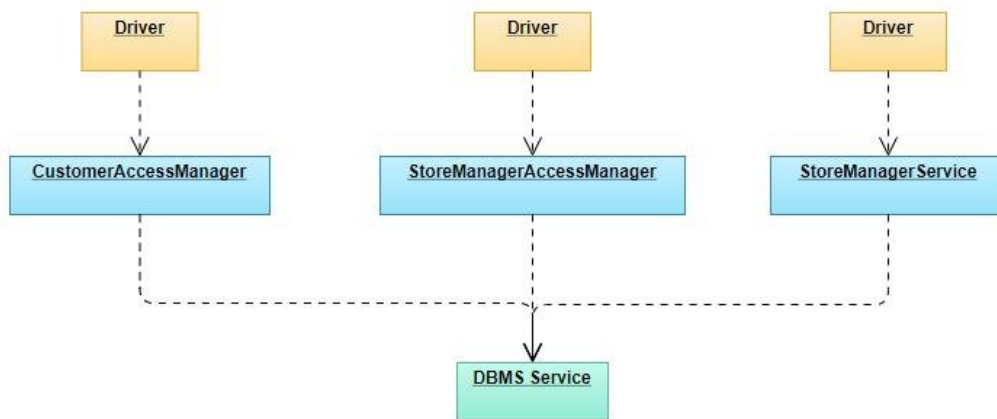 Driver
Driver
Driver
CustomerAccessManager
StoreManagerAccessManager
StoreManagerService
DBMS Service